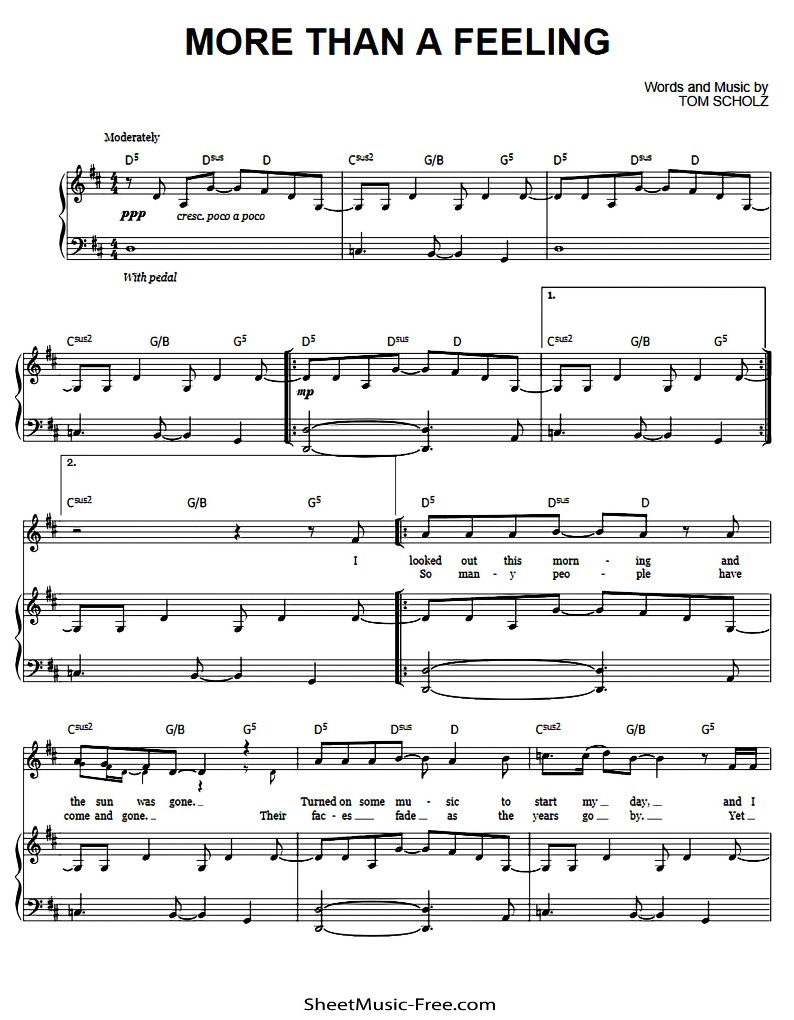 MORE THAN A FEELING
Words and Music by
TOM SCHOLZ
Moderately
D5 Dsus D Csus2 G/B G5 D5 Dsus D
ppp cresc. poco a poco
With pedal
1.
Csus2 G/B G5 D5 Dsus D Csus2 G/B G5
mp
2.
Csus2 G/B G5 D5 Dsus D
I looked out this morn - ing and
So man - y peo - ple have
Csus2 G/B G5 D5 Dsus D Csus2 G/B G5
the sun was gone. Turned on some mu - sic to start my day, and I
come and gone. Their fac - es fade as the years go by. Yet
SheetMusic-Free.com